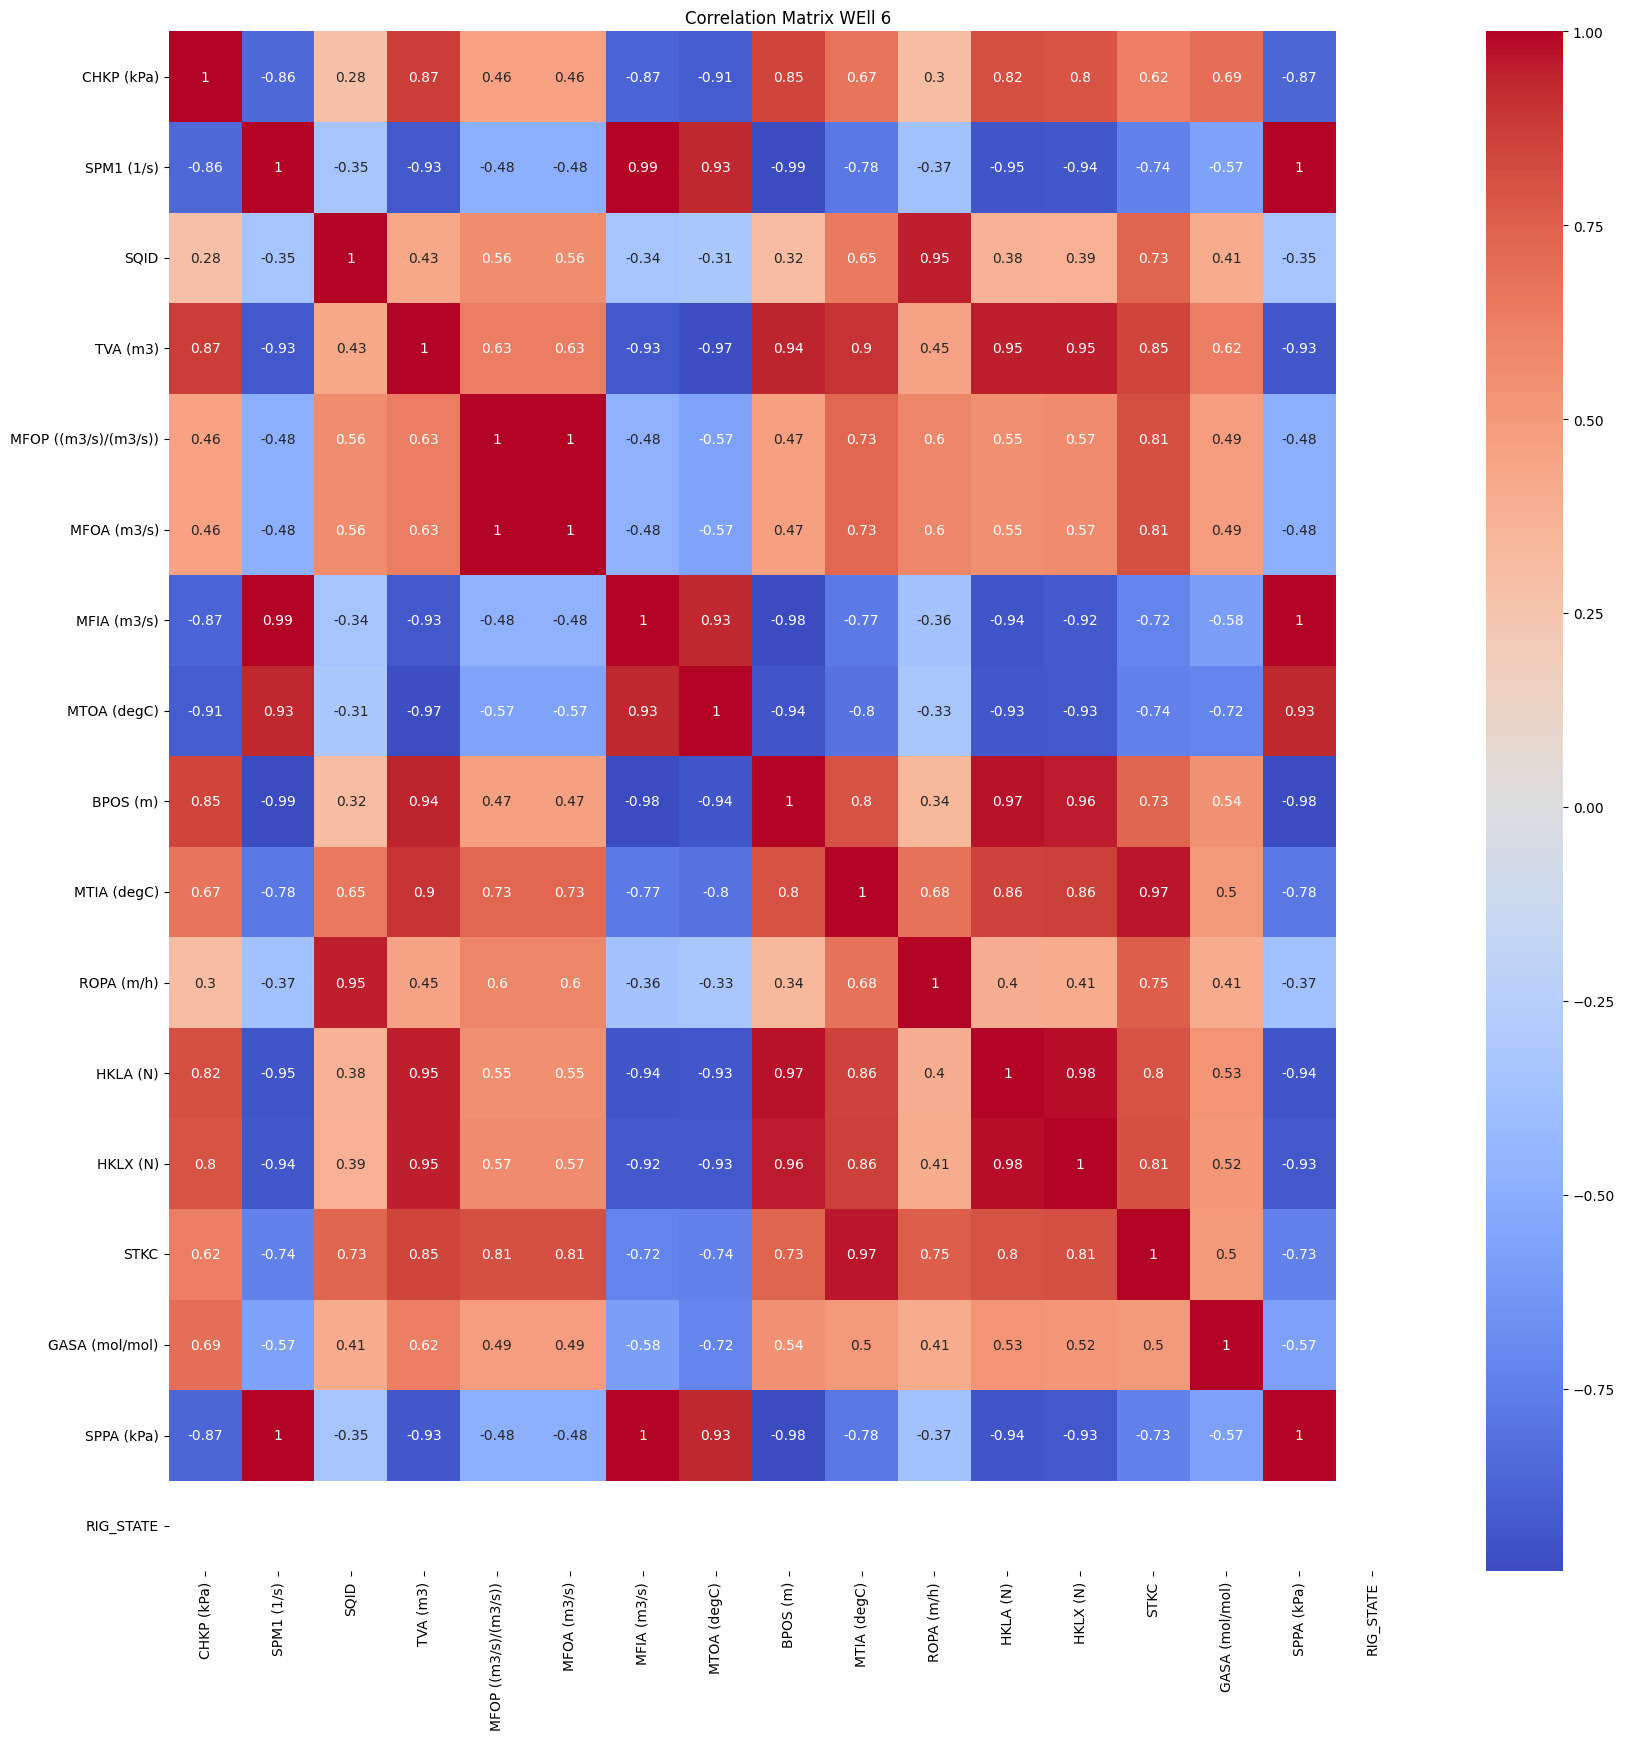 Correlation Matrix WEll 6
CHKP (kPa) 1 -0.86 0.28 0.87 0.46 0.46 -0.87 -0.91 0.85 0.67 0.3 0.82 0.8 0.62 0.69 -0.87
SPM1 (1/s) -0.86 1 -0.35 -0.93 -0.48 -0.48 0.99 0.93 -0.99 -0.78 -0.37 -0.95 -0.94 -0.74 -0.57 1
SQID 0.28 -0.35 1 0.43 0.56 0.56 -0.34 -0.31 0.32 0.65 0.95 0.38 0.39 0.73 0.41 -0.35
TVA (m3) 0.87 -0.93 0.43 1 0.63 0.63 -0.93 -0.97 0.94 0.9 0.45 0.95 0.95 0.85 0.62 -0.93
MFOP ((m3/s)/(m3/s)) 0.46 -0.48 0.56 0.63 1 1 -0.48 -0.57 0.47 0.73 0.6 0.55 0.57 0.81 0.49 -0.48
MFOA (m3/s) 0.46 -0.48 0.56 0.63 1 1 -0.48 -0.57 0.47 0.73 0.6 0.55 0.57 0.81 0.49 -0.48
MFIA (m3/s) -0.87 0.99 -0.34 -0.93 -0.48 -0.48 1 0.93 -0.98 -0.77 -0.36 -0.94 -0.92 -0.72 -0.58 1
MTOA (degC) -0.91 0.93 -0.31 -0.97 -0.57 -0.57 0.93 1 -0.94 -0.8 -0.33 -0.93 -0.93 -0.74 -0.72 0.93
BPOS (m) 0.85 -0.99 0.32 0.94 0.47 0.47 -0.98 -0.94 1 0.8 0.34 0.97 0.96 0.73 0.54 -0.98
MTIA (degC) 0.67 -0.78 0.65 0.9 0.73 0.73 -0.77 -0.8 0.8 1 0.68 0.86 0.86 0.97 0.5 -0.78
ROPA (m/h) 0.3 -0.37 0.95 0.45 0.6 0.6 -0.36 -0.33 0.34 0.68 1 0.4 0.41 0.75 0.41 -0.37
HKLA (N) 0.82 -0.95 0.38 0.95 0.55 0.55 -0.94 -0.93 0.97 0.86 0.4 1 0.98 0.8 0.53 -0.94
HKLX (N) 0.8 -0.94 0.39 0.95 0.57 0.57 -0.92 -0.93 0.96 0.86 0.41 0.98 1 0.81 0.52 -0.93
STKC 0.62 -0.74 0.73 0.85 0.81 0.81 -0.72 -0.74 0.73 0.97 0.75 0.8 0.81 1 0.5 -0.73
GASA (mol/mol) 0.69 -0.57 0.41 0.62 0.49 0.49 -0.58 -0.72 0.54 0.5 0.41 0.53 0.52 0.5 1 -0.57
SPPA (kPa) -0.87 1 -0.35 -0.93 -0.48 -0.48 1 0.93 -0.98 -0.78 -0.37 -0.94 -0.93 -0.73 -0.57 1
RIG_STATE
CHKP (kPa)
SPM1 (1/s)
SQID
TVA (m3)
MFOP ((m3/s)/(m3/s))
MFOA (m3/s)
MFIA (m3/s)
MTOA (degC)
BPOS (m)
MTIA (degC)
ROPA (m/h)
HKLA (N)
HKLX (N)
STKC
GASA (mol/mol)
SPPA (kPa)
RIG_STATE
1.00
0.75
0.50
0.25
0.00
−0.25
−0.50
−0.75